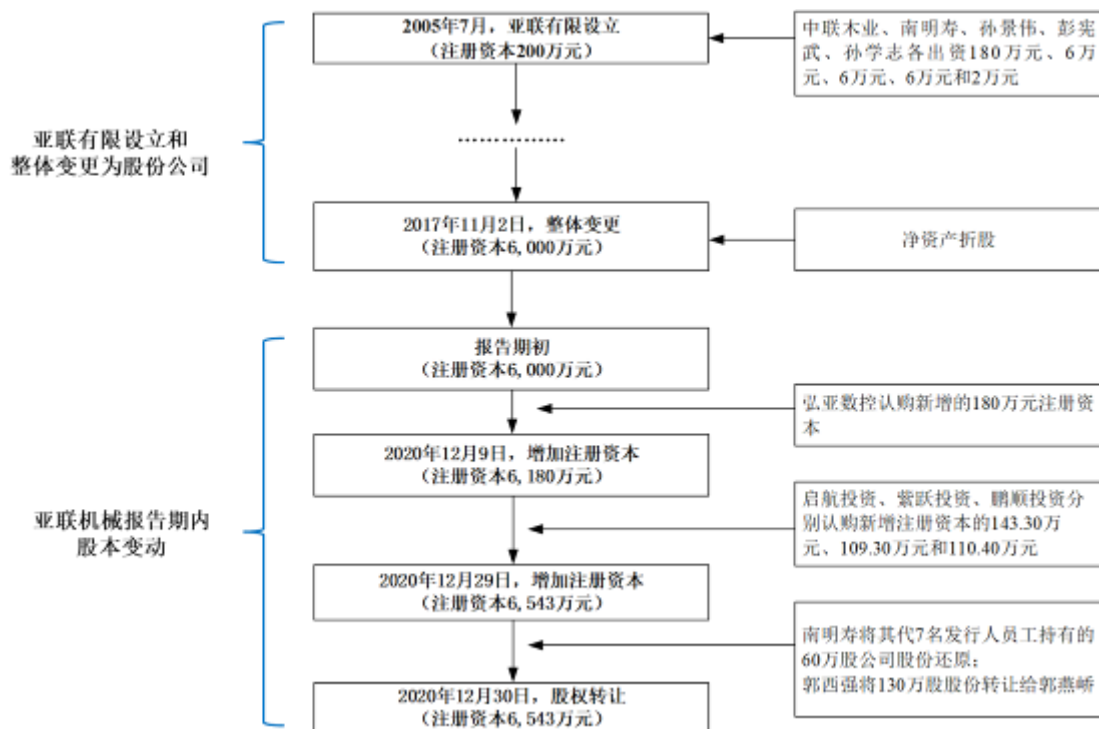 2005年7月，亚联有限设立
（注册资本200万元）
中联木业、南明寿、孙景伟、彭宪
武、孙学志各出资180万元、6万
元、6万元、6万元和2万元
亚联有限设立和
整体变更为股份公司
2017年11月2日，整体变更
（注册资本6,000万元）
净资产折股
报告期初
（注册资本6,000万元）
弘亚数控认购新增的180万元注册资
本
2020年12月9日，增加注册资本
（注册资本6,180万元）
启航投资、紫跃投资、鹏顺投资分
别认购新增注册资本的143.30万
元、109.30万元和110.40万元
亚联机械报告期内
股本变动
2020年12月29日，增加注册资本
（注册资本6,543万元）
南明寿将其代7名发行人员工持有的
60万股公司股份还原；
郭西强将130万股股份转让给郭燕峤
2020年12月30日，股权转让
（注册资本6,543万元）